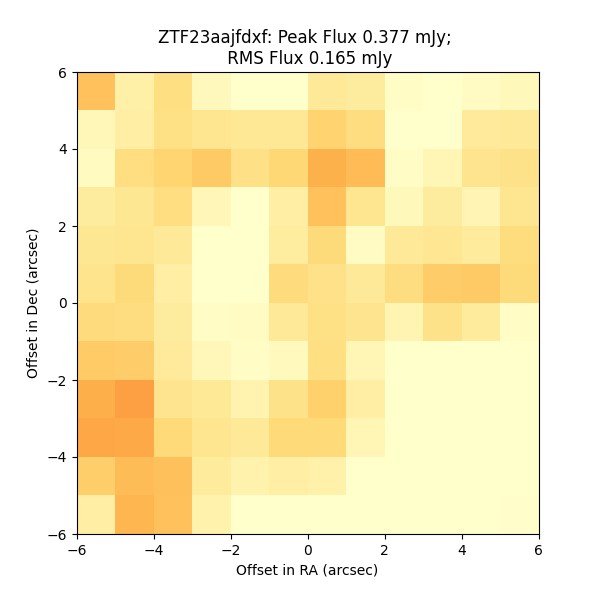 ZTF23aajfdxf: Peak Flux 0.377 mJy;
RMS Flux 0.165 mJy
6
4
2
0
−2
−4
−6
Offset in Dec (arcsec)
−6 −4 −2 0 2 4 6
Offset in RA (arcsec)